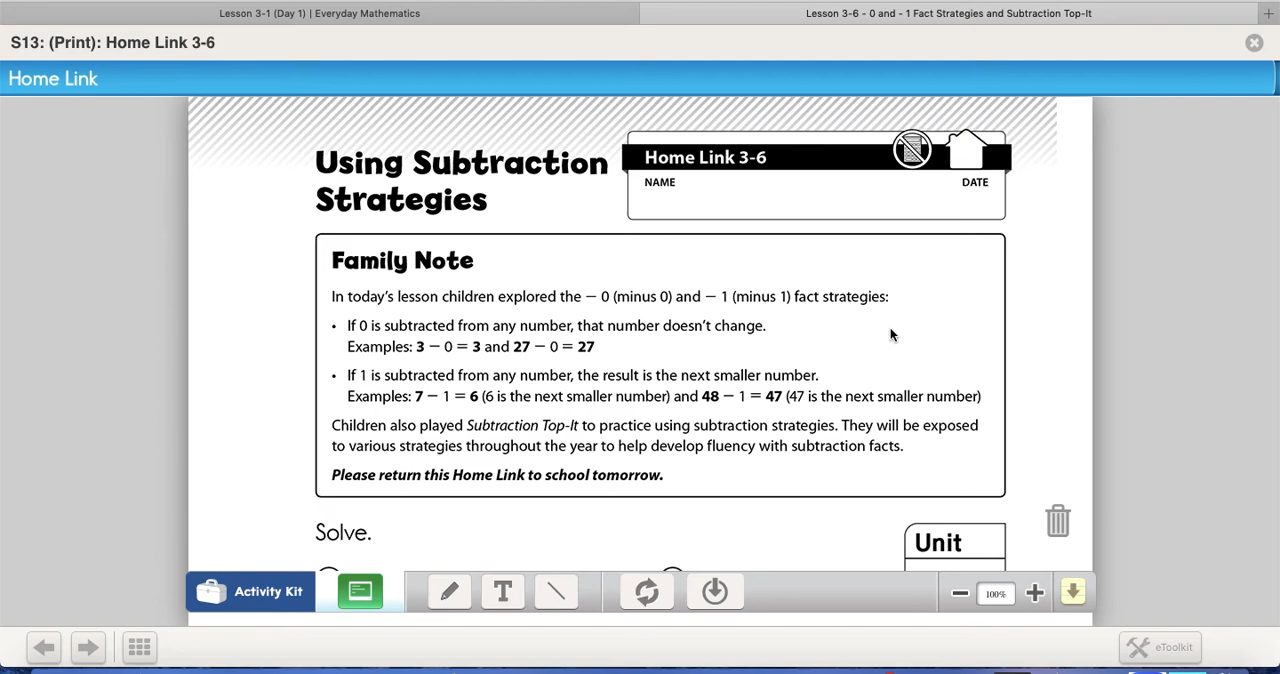 Lesson 3-1 (Day 1) | Everyday Mathematics
Lesson 3-6 - 0 and - 1 Fact Strategies and Subtraction Top-It
S13: (Print): Home Link 3-6
Home Link
Using Subtraction
Strategies
Home Link 3-6
NAME DATE
Family Note
In today's lesson children explored the − 0 (minus 0) and − 1 (minus 1) fact strategies:
• If 0 is subtracted from any number, that number doesn't change.
Examples: 3 − 0 = 3 and 27 − 0 = 27
• If 1 is subtracted from any number, the result is the next smaller number.
Examples: 7 − 1 = 6 (6 is the next smaller number) and 48 − 1 = 47 (47 is the next smaller number)
Children also played Subtraction Top-It to practice using subtraction strategies. They will be exposed
to various strategies throughout the year to help develop fluency with subtraction facts.
Please return this Home Link to school tomorrow.
Solve.
Unit
Activity Kit
T
100%
eToolkit